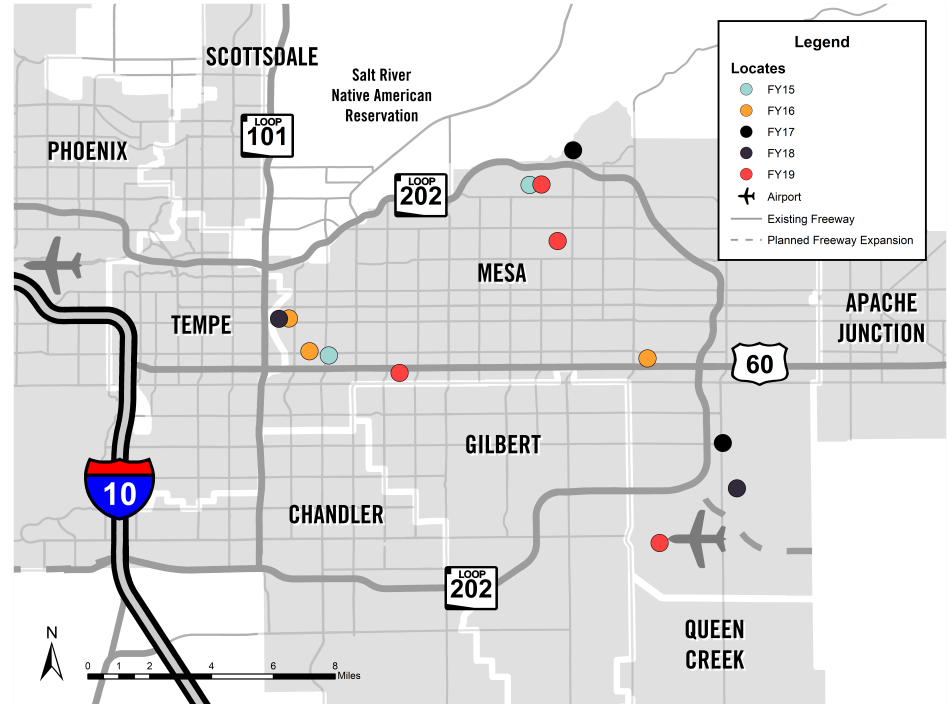 SCOTTSDALE
Salt River
Native American
Reservation
LOOP
101
PHOENIX
LOOP
202
MESA
TEMPE
APACHE
JUNCTION
60
GILBERT
10
CHANDLER
LOOP
202
QUEEN
CREEK
N
0 1 2 4 6 8
Miles
Legend
Locates
FY15
FY16
FY17
FY18
FY19
Airport
Existing Freeway
Planned Freeway Expansion